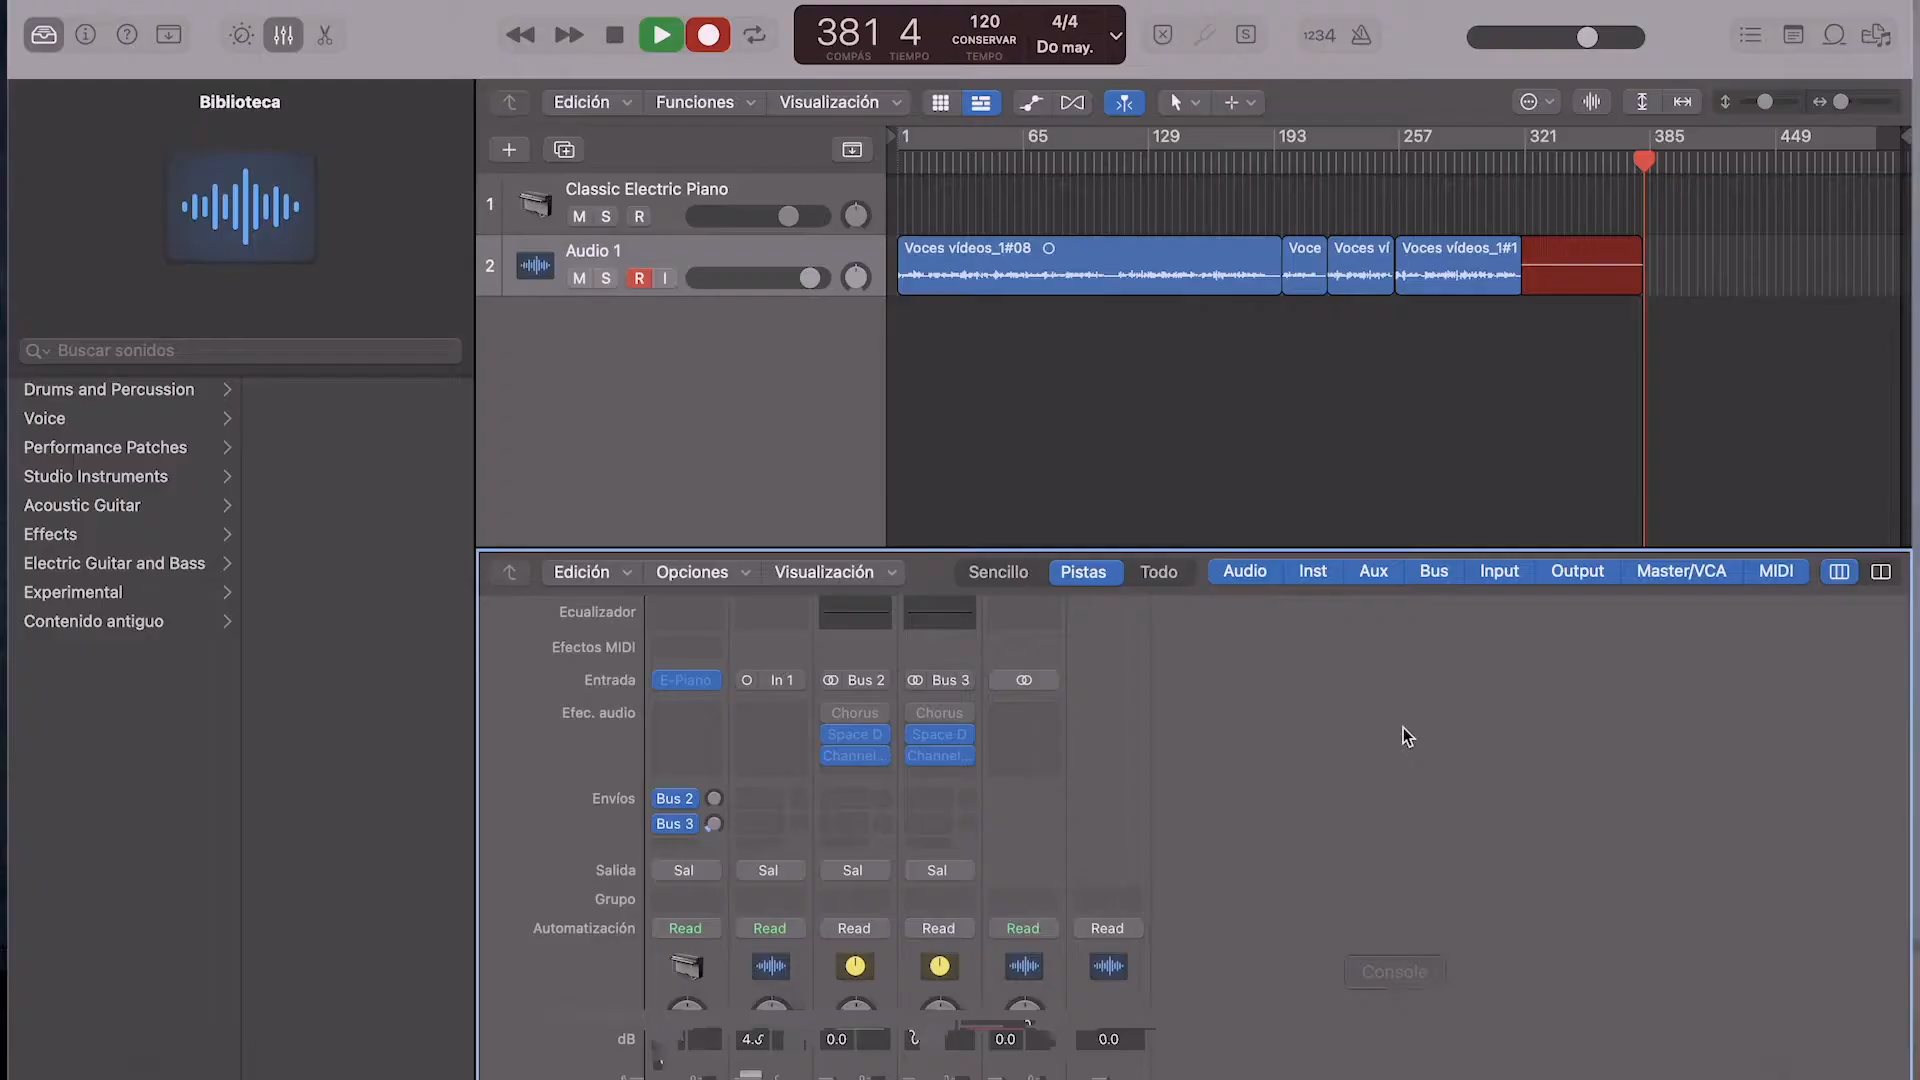 381 4 120 4/4
CONSERVAR Do may.
COMPÁS TIEMPO TEMPO
S 1234
Biblioteca
Buscar sonidos
Drums and Percussion
Voice
Performance Patches
Studio Instruments
Acoustic Guitar
Effects
Electric Guitar and Bass
Experimental
Contenido antiguo
Edición Funciones Visualización
1 65 129 193 257 321 385 449
1 Classic Electric Piano
M S R
2 Audio 1
M S R I
Voces vídeos_1#08 Voce Voces ví Voces vídeos_1#1
Edición Opciones Visualización Sencillo Pistas Todo Audio Inst Aux Bus Input Output Master/VCA MIDI
Ecualizador
Efectos MIDI
Entrada E-Piano In 1 Bus 2 Bus 3
Efec. audio Chorus Chorus
Space D Space D
Channel... Channel...
Envíos Bus 2
Bus 3
Salida Sal Sal Sal Sal
Grupo
Automatización Read Read Read Read Read Read
Console
dB 0.0 0.0 0.0